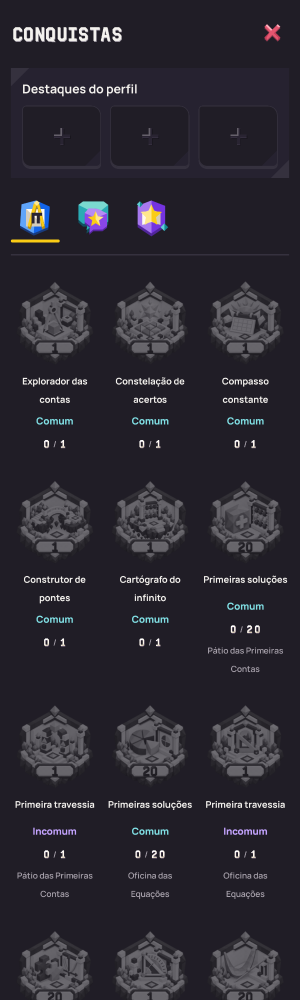 CONQUISTAS
Destaques do perfil
1 1 1
Explorador das Constelação de Compasso
contas acertos constante
Comum Comum Comum
0 / 1 0 / 1 0 / 1
1 1 20
Construtor de Cartógrafo do Primeiras soluções
pontes infinito
Comum Comum Comum
0 / 1 0 / 1 0 / 20
Pátio das Primeiras
Contas
1 20 1
Primeira travessia Primeiras soluções Primeira travessia
Incomum Comum Incomum
0 / 1 0 / 20 0 / 1
Pátio das Primeiras Oficina das Oficina das
Contas Equações Equações
20 1 20